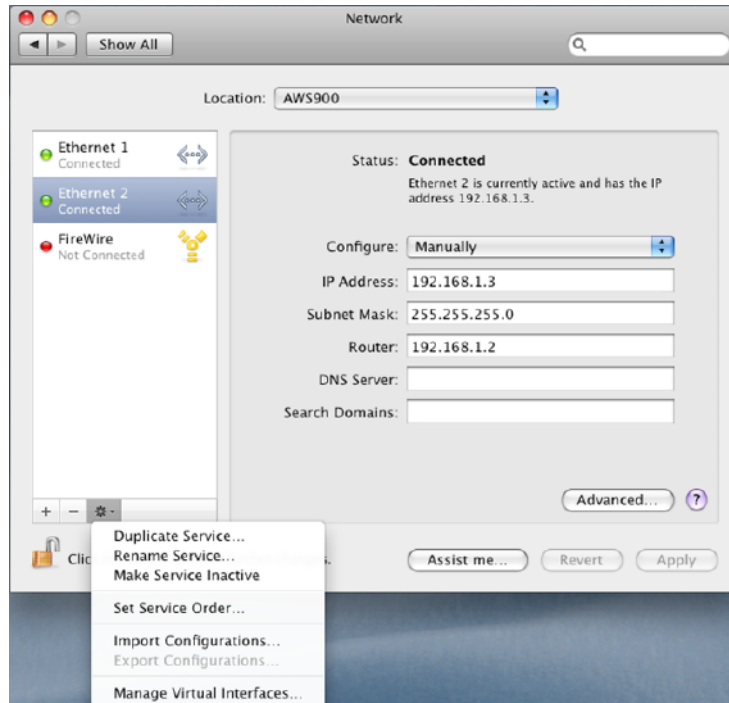 Network
Show All
Location: AWS900
Ethernet 1
Connected
Ethernet 2
Connected
FireWire
Not Connected
Status: Connected
Ethernet 2 is currently active and has the IP
address 192.168.1.3.
Configure: Manually
IP Address: 192.168.1.3
Subnet Mask: 255.255.255.0
Router: 192.168.1.2
DNS Server:
Search Domains:
Advanced... ?
+ −
Clic s.
Assist me... Revert Apply
Duplicate Service...
Rename Service...
Make Service Inactive
Set Service Order...
Import Configurations...
Export Configurations...
Manage Virtual Interfaces...